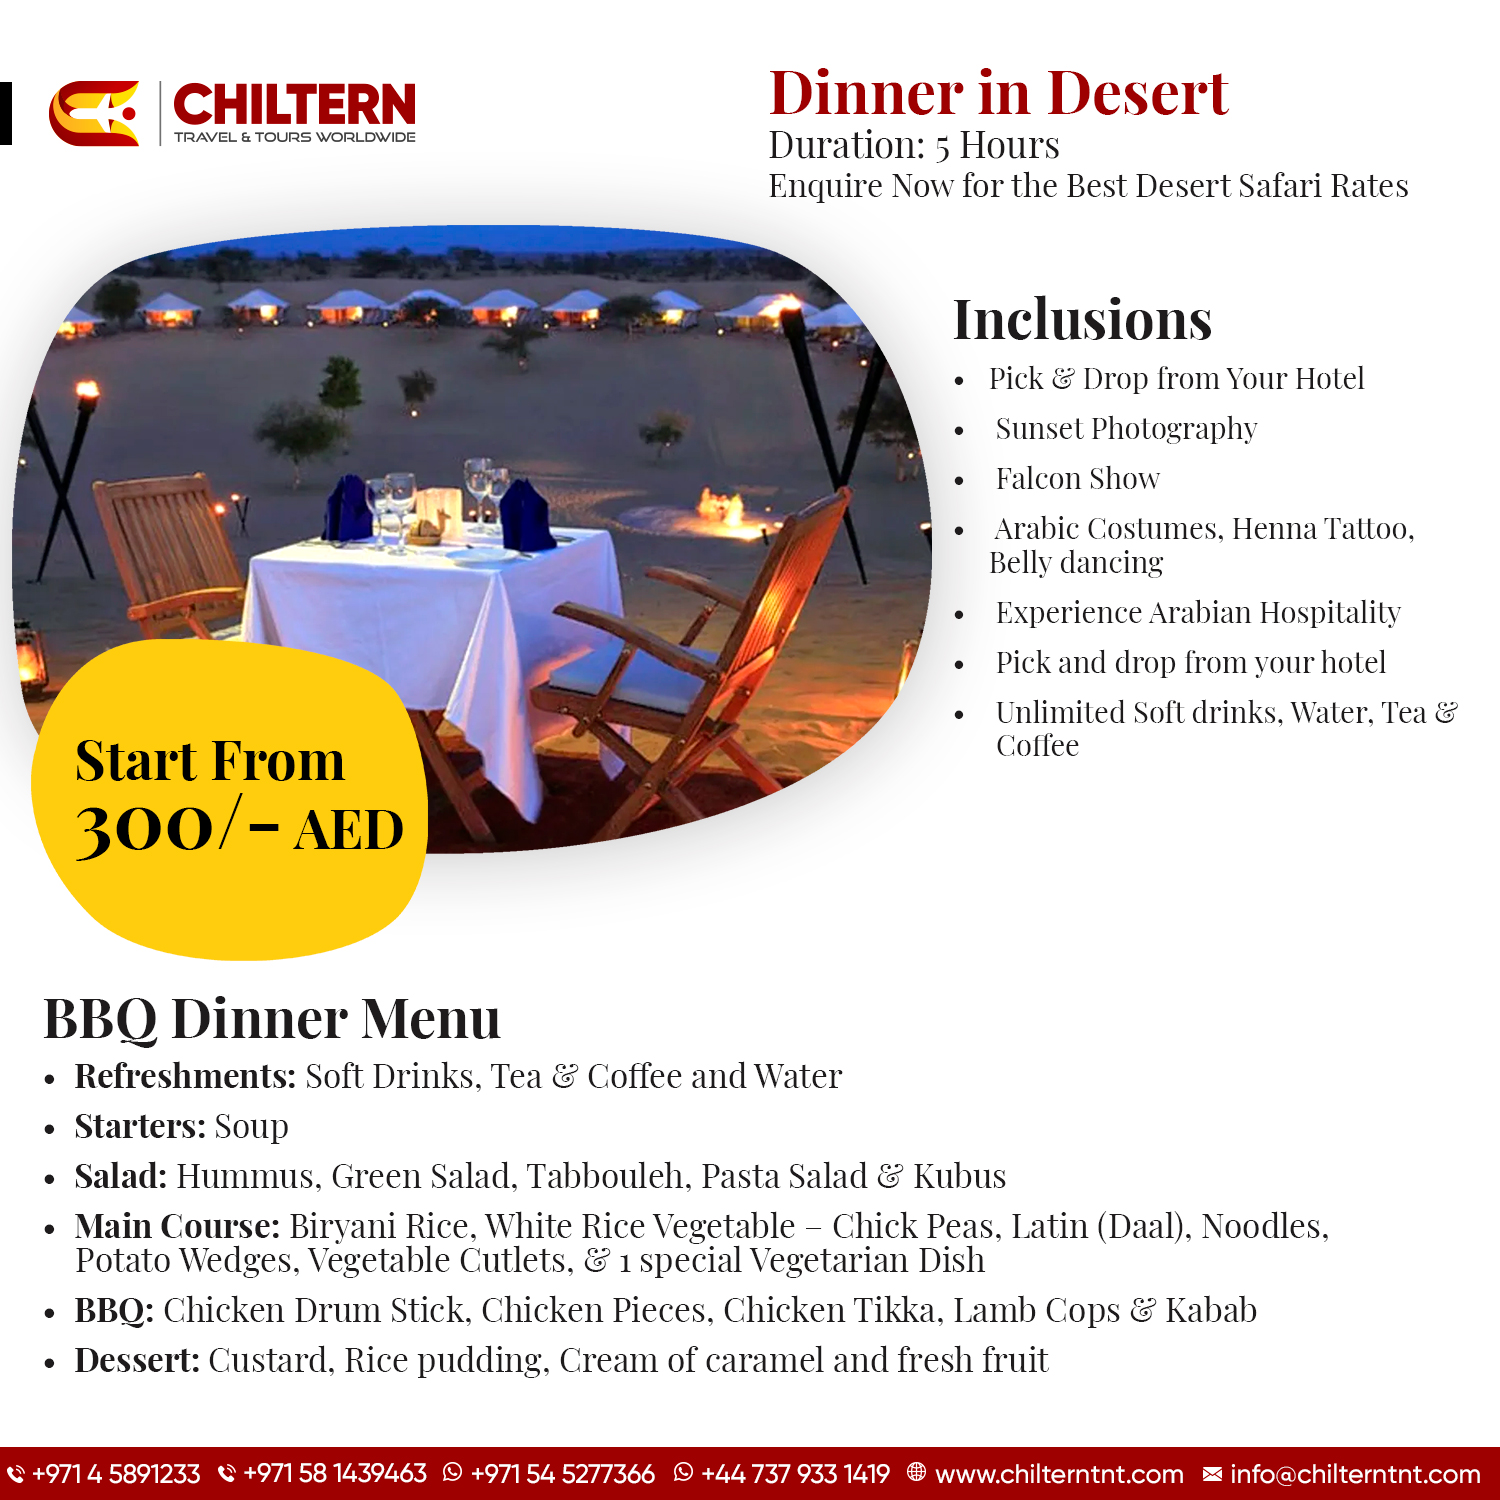 CHILTERN
TRAVEL & TOURS WORLDWIDE
Dinner in Desert
Duration: 5 Hours
Enquire Now for the Best Desert Safari Rates
Inclusions
• Pick & Drop from Your Hotel
• Sunset Photography
• Falcon Show
• Arabic Costumes, Henna Tattoo,
Belly dancing
• Experience Arabian Hospitality
• Pick and drop from your hotel
• Unlimited Soft drinks, Water, Tea &
Coffee
Start From
300/- AED
BBQ Dinner Menu
• Refreshments: Soft Drinks, Tea & Coffee and Water
• Starters: Soup
• Salad: Hummus, Green Salad, Tabbouleh, Pasta Salad & Kubus
• Main Course: Biryani Rice, White Rice Vegetable – Chick Peas, Latin (Daal), Noodles,
Potato Wedges, Vegetable Cutlets, & 1 special Vegetarian Dish
• BBQ: Chicken Drum Stick, Chicken Pieces, Chicken Tikka, Lamb Cops & Kabab
• Dessert: Custard, Rice pudding, Cream of caramel and fresh fruit
+971 4 5891233 +971 58 1439463 +971 54 5277366 +44 737 933 1419 www.chilterntnt.com info@chilterntnt.com